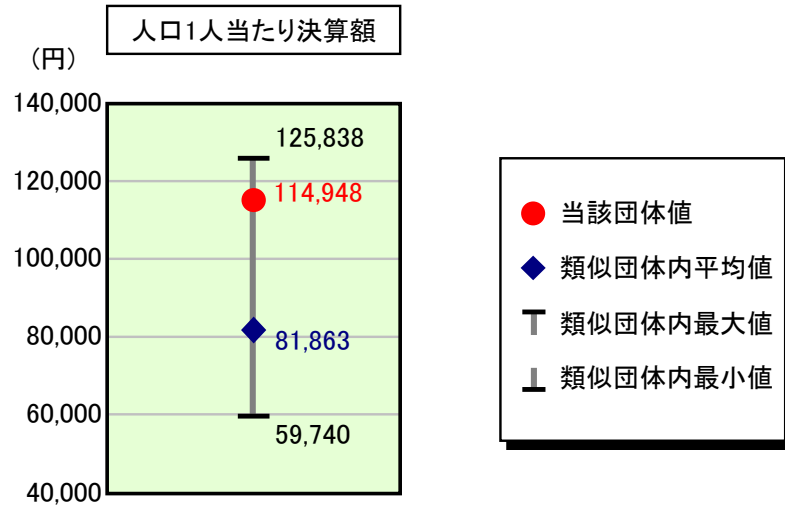 人口1人当たり決算額
（円）
140,000
120,000
100,000
80,000
60,000
40,000
125,838
114,948
81,863
59,740
当該団体値
類似団体内平均値
類似団体内最大値
類似団体内最小値